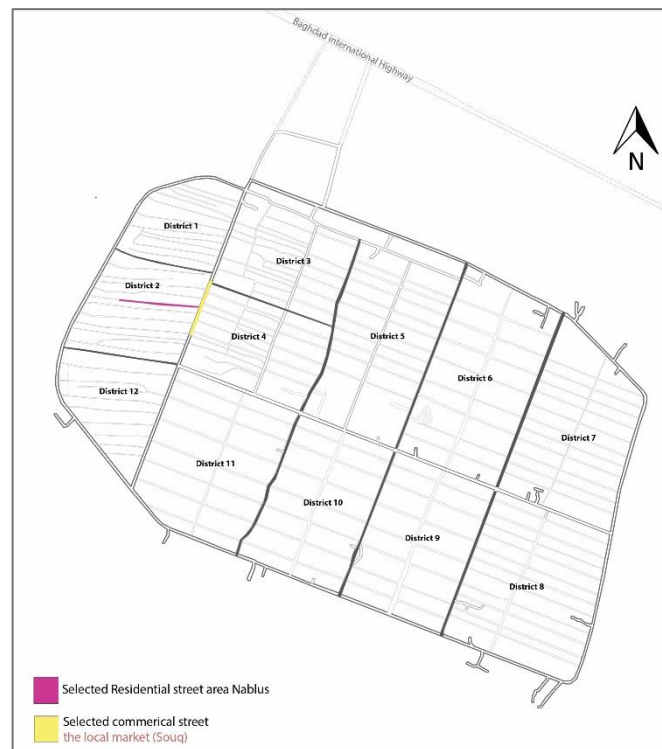 Baghdad international Highway
N
District 1
District 3
District 2
District 4
District 5
District 6
District 12
District 7
District 11
District 10
District 9
District 8
Selected Residential street area Nablus
Selected commerical street
the local market (Souq)